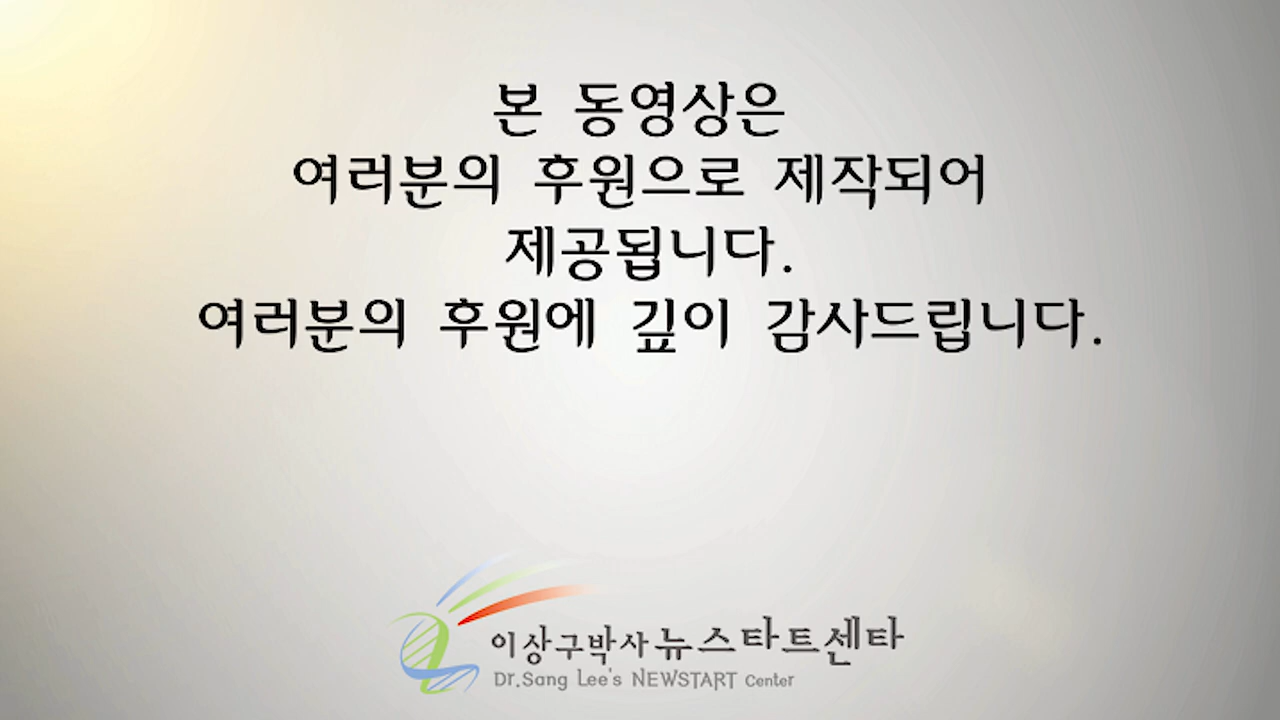 본 동영상은
여러분의 후원으로 제작되어
제공됩니다.
여러분의 후원에 깊이 감사드립니다.
이상구박사 뉴스타트센타
Dr.Sang Lee's NEWSTART Center